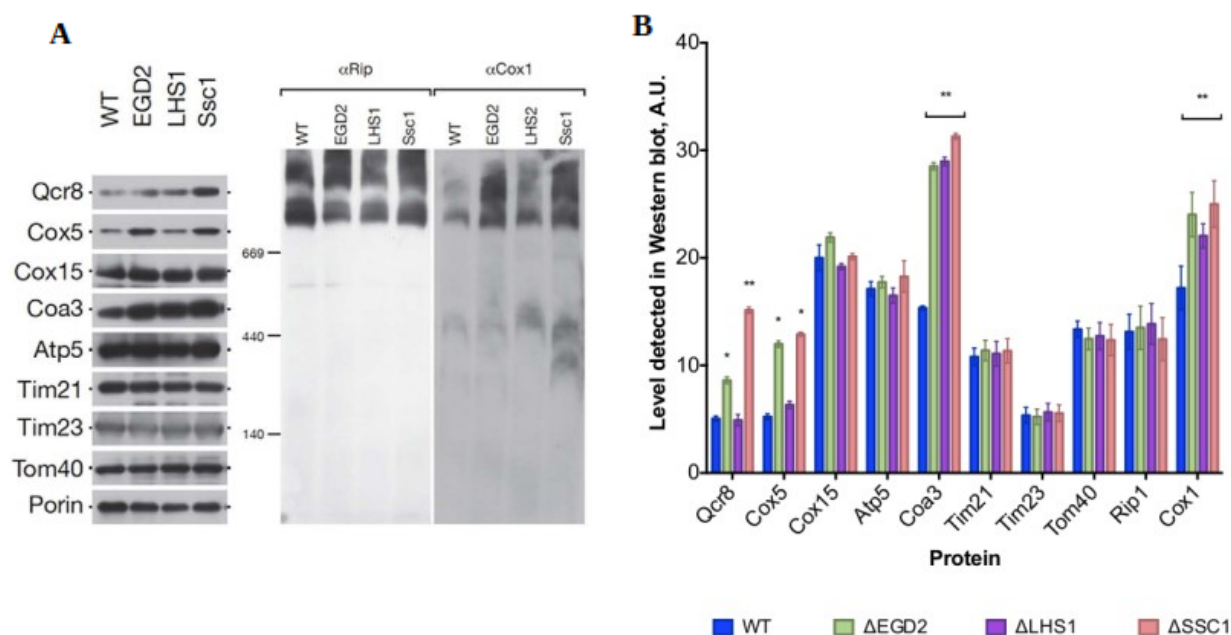 A
WT
EGD2
LHS1
Ssc1
Qcr8
Cox5
Cox15
Coa3
Atp5
Tim21
Tim23
Tom40
Porin
αRip
αCox1
WT
EGD2
LHS1
Ssc1
WT
EGD2
LHS2
Ssc1
669
440
140
B
Level detected in Western blot, A.U.
40
30
20
10
0
*
**
*
*
**
**
Qcr8
Cox5
Cox15
Atp5
Coa3
Tim21
Tim23
Tom40
Rip1
Cox1
Protein
WT
ΔEGD2
ΔLHS1
ΔSSC1